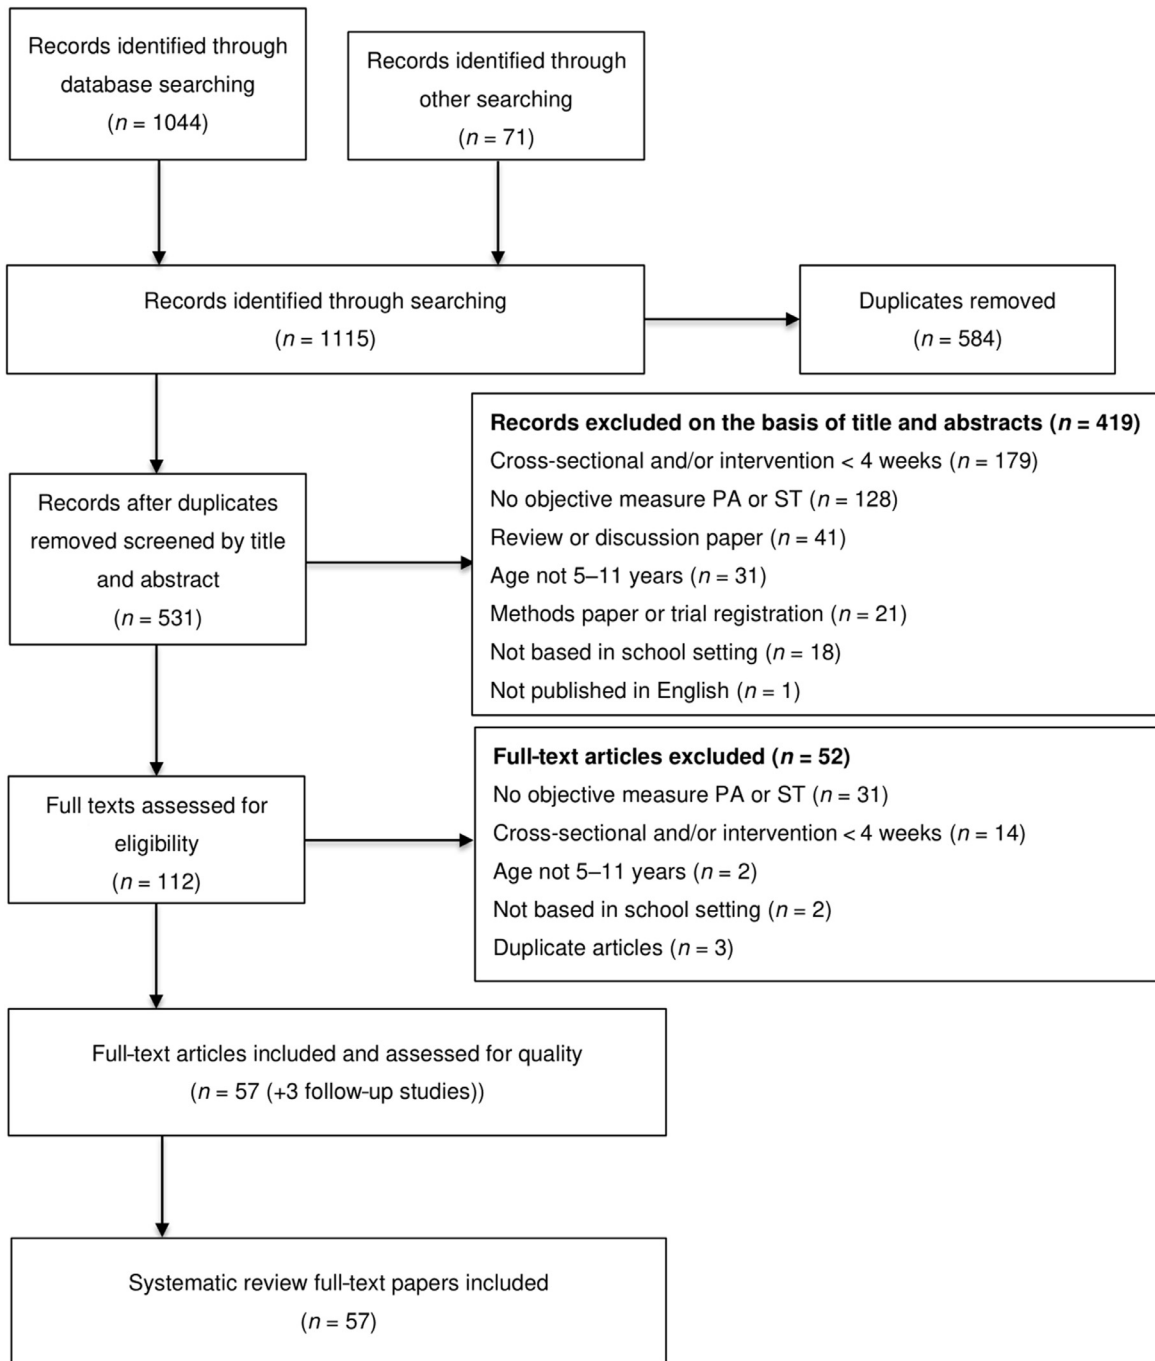 Records identified through
database searching
(n = 1044)
Records identified through
other searching
(n = 71)
Records identified through searching
(n = 1115)
Duplicates removed
(n = 584)
Records excluded on the basis of title and abstracts (n = 419)
Cross-sectional and/or intervention < 4 weeks (n = 179)
No objective measure PA or ST (n = 128)
Review or discussion paper (n = 41)
Age not 5–11 years (n = 31)
Methods paper or trial registration (n = 21)
Not based in school setting (n = 18)
Not published in English (n = 1)
Records after duplicates
removed screened by title
and abstract
(n = 531)
Full-text articles excluded (n = 52)
No objective measure PA or ST (n = 31)
Cross-sectional and/or intervention < 4 weeks (n = 14)
Age not 5–11 years (n = 2)
Not based in school setting (n = 2)
Duplicate articles (n = 3)
Full texts assessed for
eligibility
(n = 112)
Full-text articles included and assessed for quality
(n = 57 (+3 follow-up studies))
Systematic review full-text papers included
(n = 57)